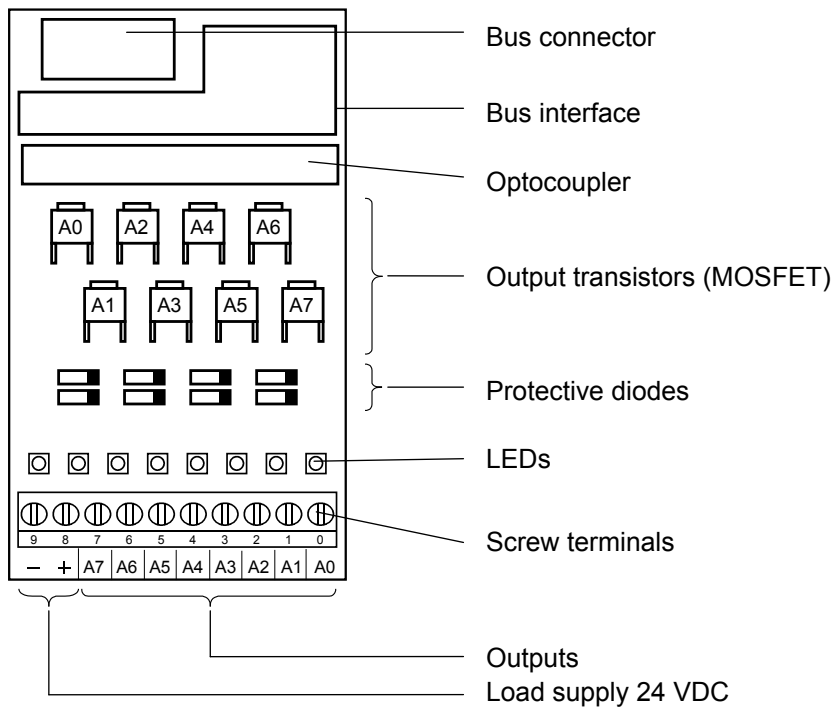 Bus connector
Bus interface
Optocoupler
A0 A2 A4 A6
Output transistors (MOSFET)
A1 A3 A5 A7
Protective diodes
LEDs
9 8 7 6 5 4 3 2 1 0
Screw terminals
– + A7 A6 A5 A4 A3 A2 A1 A0
Outputs
Load supply 24 VDC